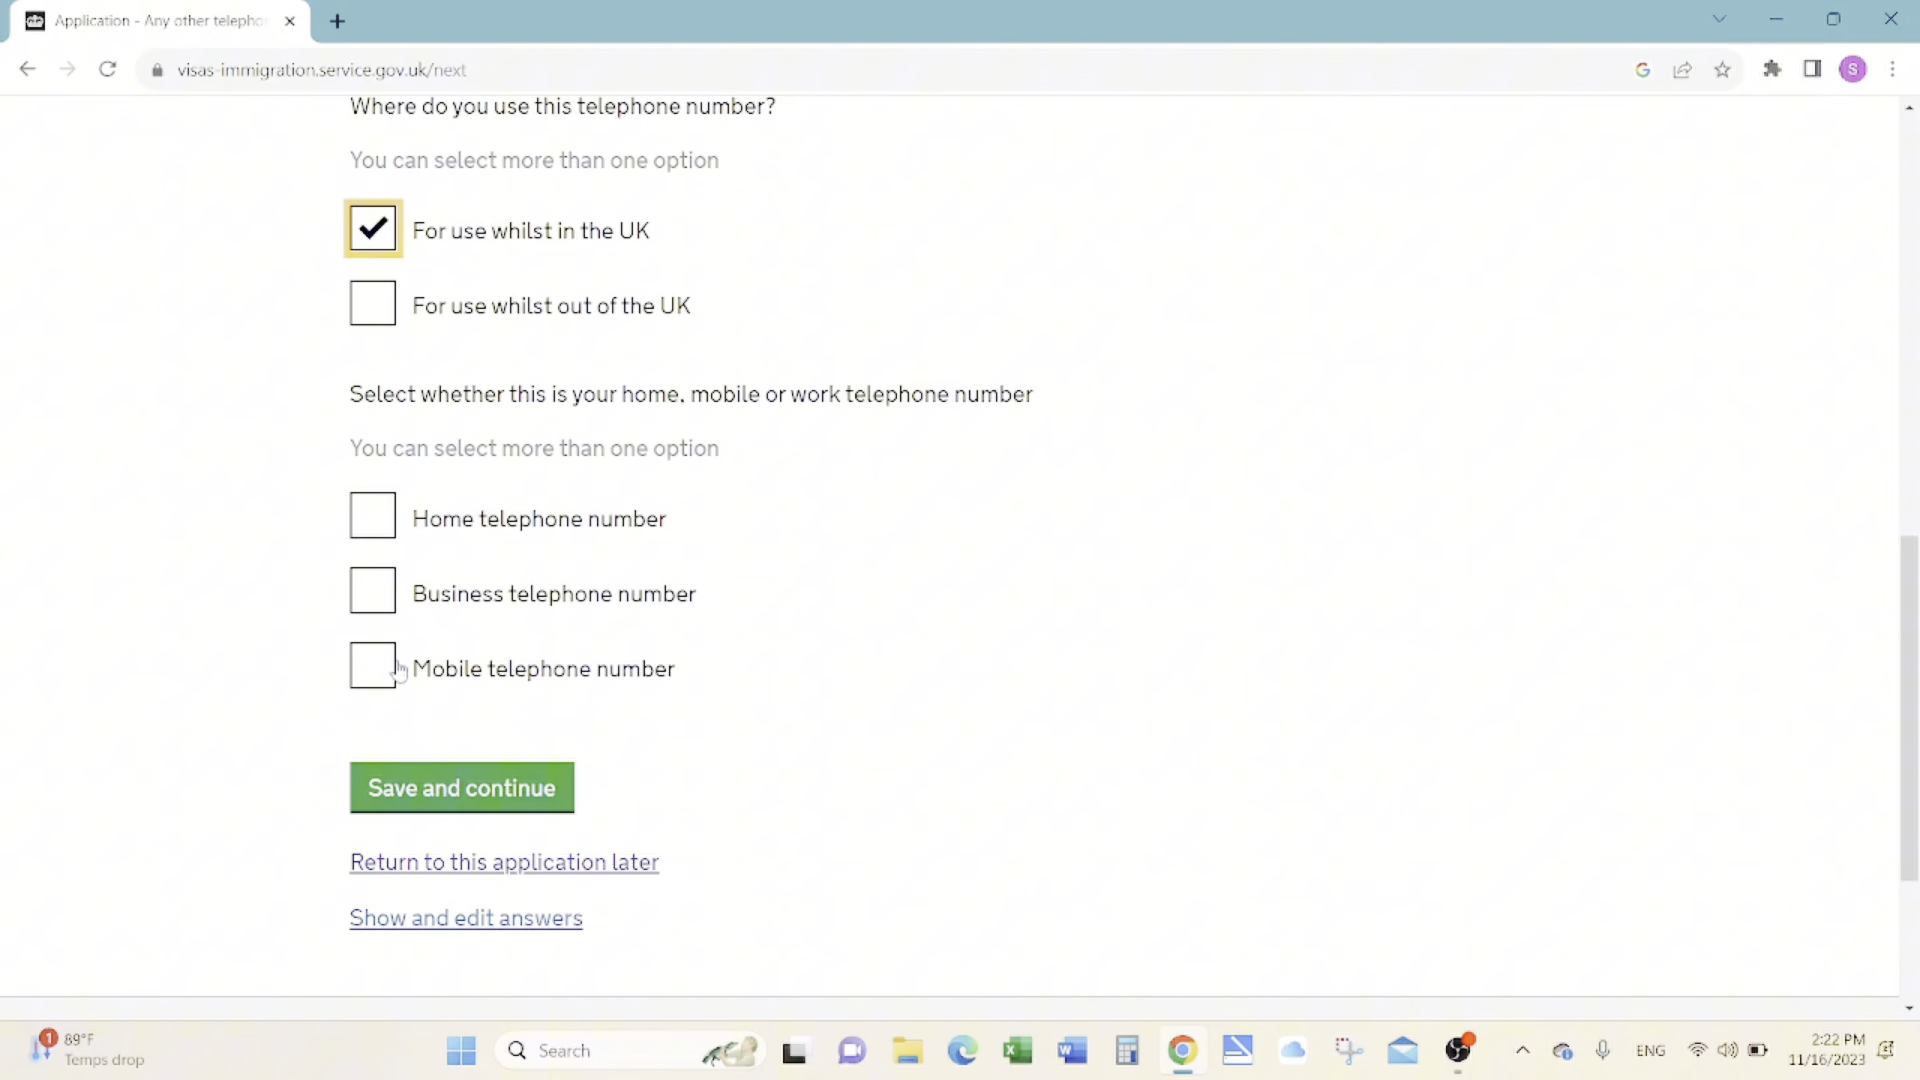 Application - Any other telepho
visas-immigration.service.gov.uk/next
S
Where do you use this telephone number?
You can select more than one option
For use whilst in the UK
For use whilst out of the UK
Select whether this is your home, mobile or work telephone number
You can select more than one option
Home telephone number
Business telephone number
Mobile telephone number
Save and continue
Return to this application later
Show and edit answers
1
89°F
Temps drop
Search
ENG
2:22 PM
11/16/2023